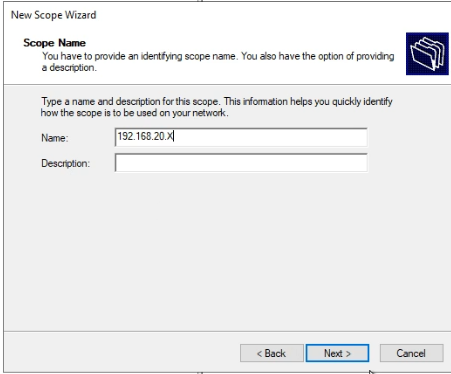 New Scope Wizard
Scope Name
You have to provide an identifying scope name. You also have the option of providing
a description.
Type a name and description for this scope. This information helps you quickly identify
how the scope is to be used on your network.
Name:
192.168.20.X
Description:
< Back
Next >
Cancel